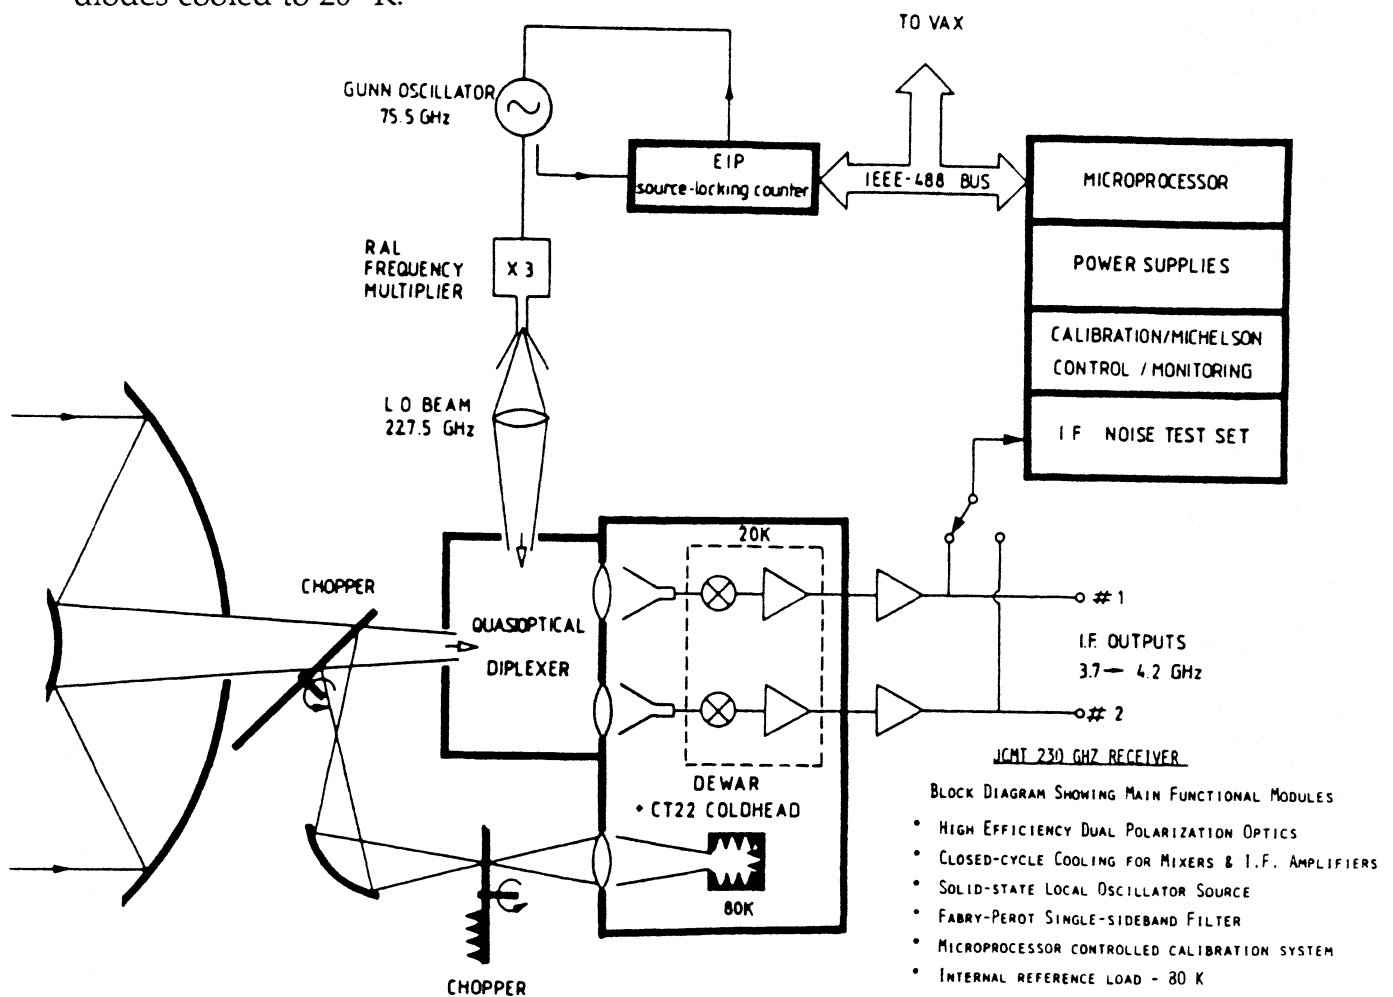 diodes cooled to 20 °K.
TO VAX
GUNN OSCILLATOR
75.5 GHz
EIP
source-locking counter
IEEE-488 BUS
MICROPROCESSOR
POWER SUPPLIES
CALIBRATION/MICHELSON
CONTROL / MONITORING
I F NOISE TEST SET
RAL
FREQUENCY
MULTIPLIER
X 3
L O BEAM
227.5 GHz
CHOPPER
QUASIOPTICAL
DIPLEXER
20K
# 1
I.F. OUTPUTS
3.7 — 4.2 GHz
# 2
DEWAR
+ CT22 COLDHEAD
80K
CHOPPER
JCMT 230 GHZ RECEIVER
BLOCK DIAGRAM SHOWING MAIN FUNCTIONAL MODULES
• HIGH EFFICIENCY DUAL POLARIZATION OPTICS
• CLOSED-CYCLE COOLING FOR MIXERS & I.F. AMPLIFIERS
• SOLID-STATE LOCAL OSCILLATOR SOURCE
• FABRY-PEROT SINGLE-SIDEBAND FILTER
• MICROPROCESSOR CONTROLLED CALIBRATION SYSTEM
• INTERNAL REFERENCE LOAD - 80 K